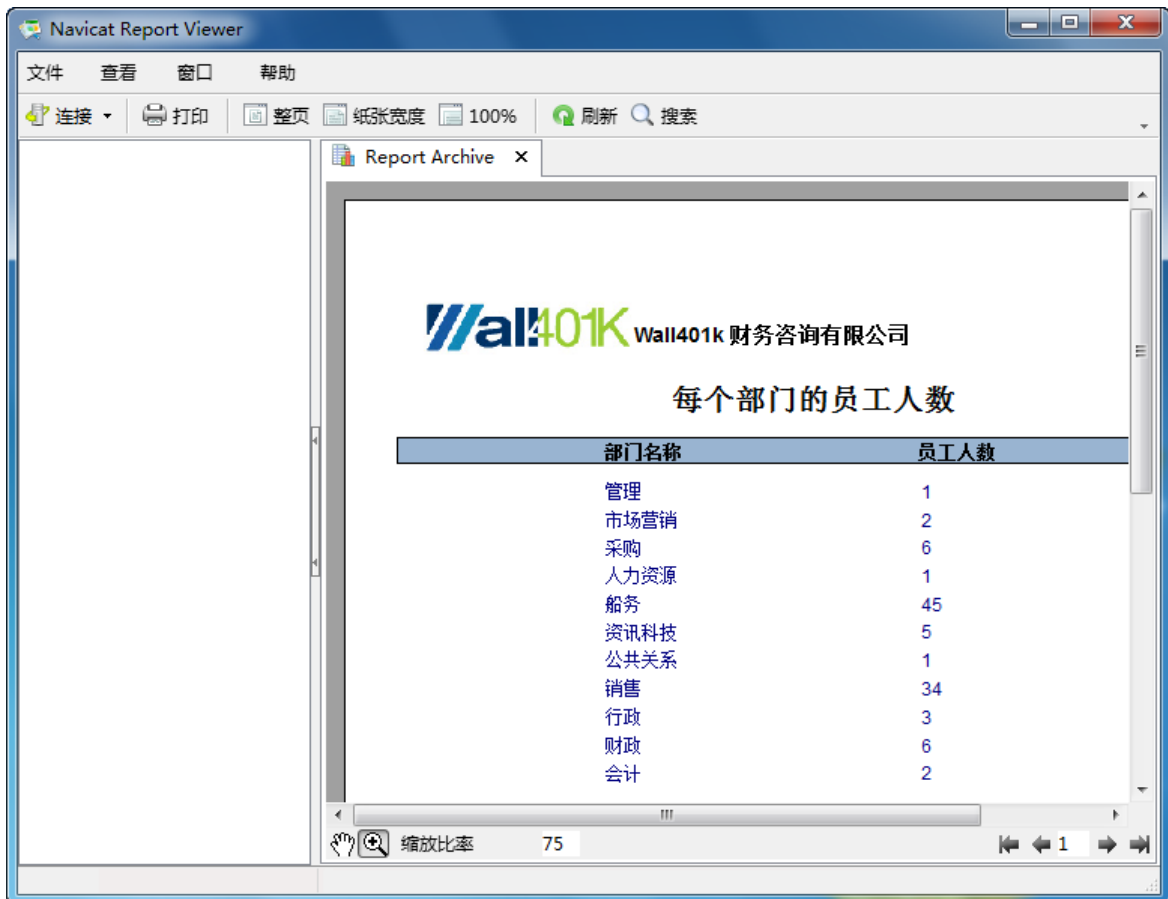 Navicat Report Viewer
文件 查看 窗口 帮助
连接 打印 整页 纸张宽度 100% 刷新 搜索
Report Archive
Wall401K Wall401k 财务咨询有限公司
每个部门的员工人数
部门名称 员工人数
管理 1
市场营销 2
采购 6
人力资源 1
船务 45
资讯科技 5
公共关系 1
销售 34
行政 3
财政 6
会计 2
缩放比率 75 1